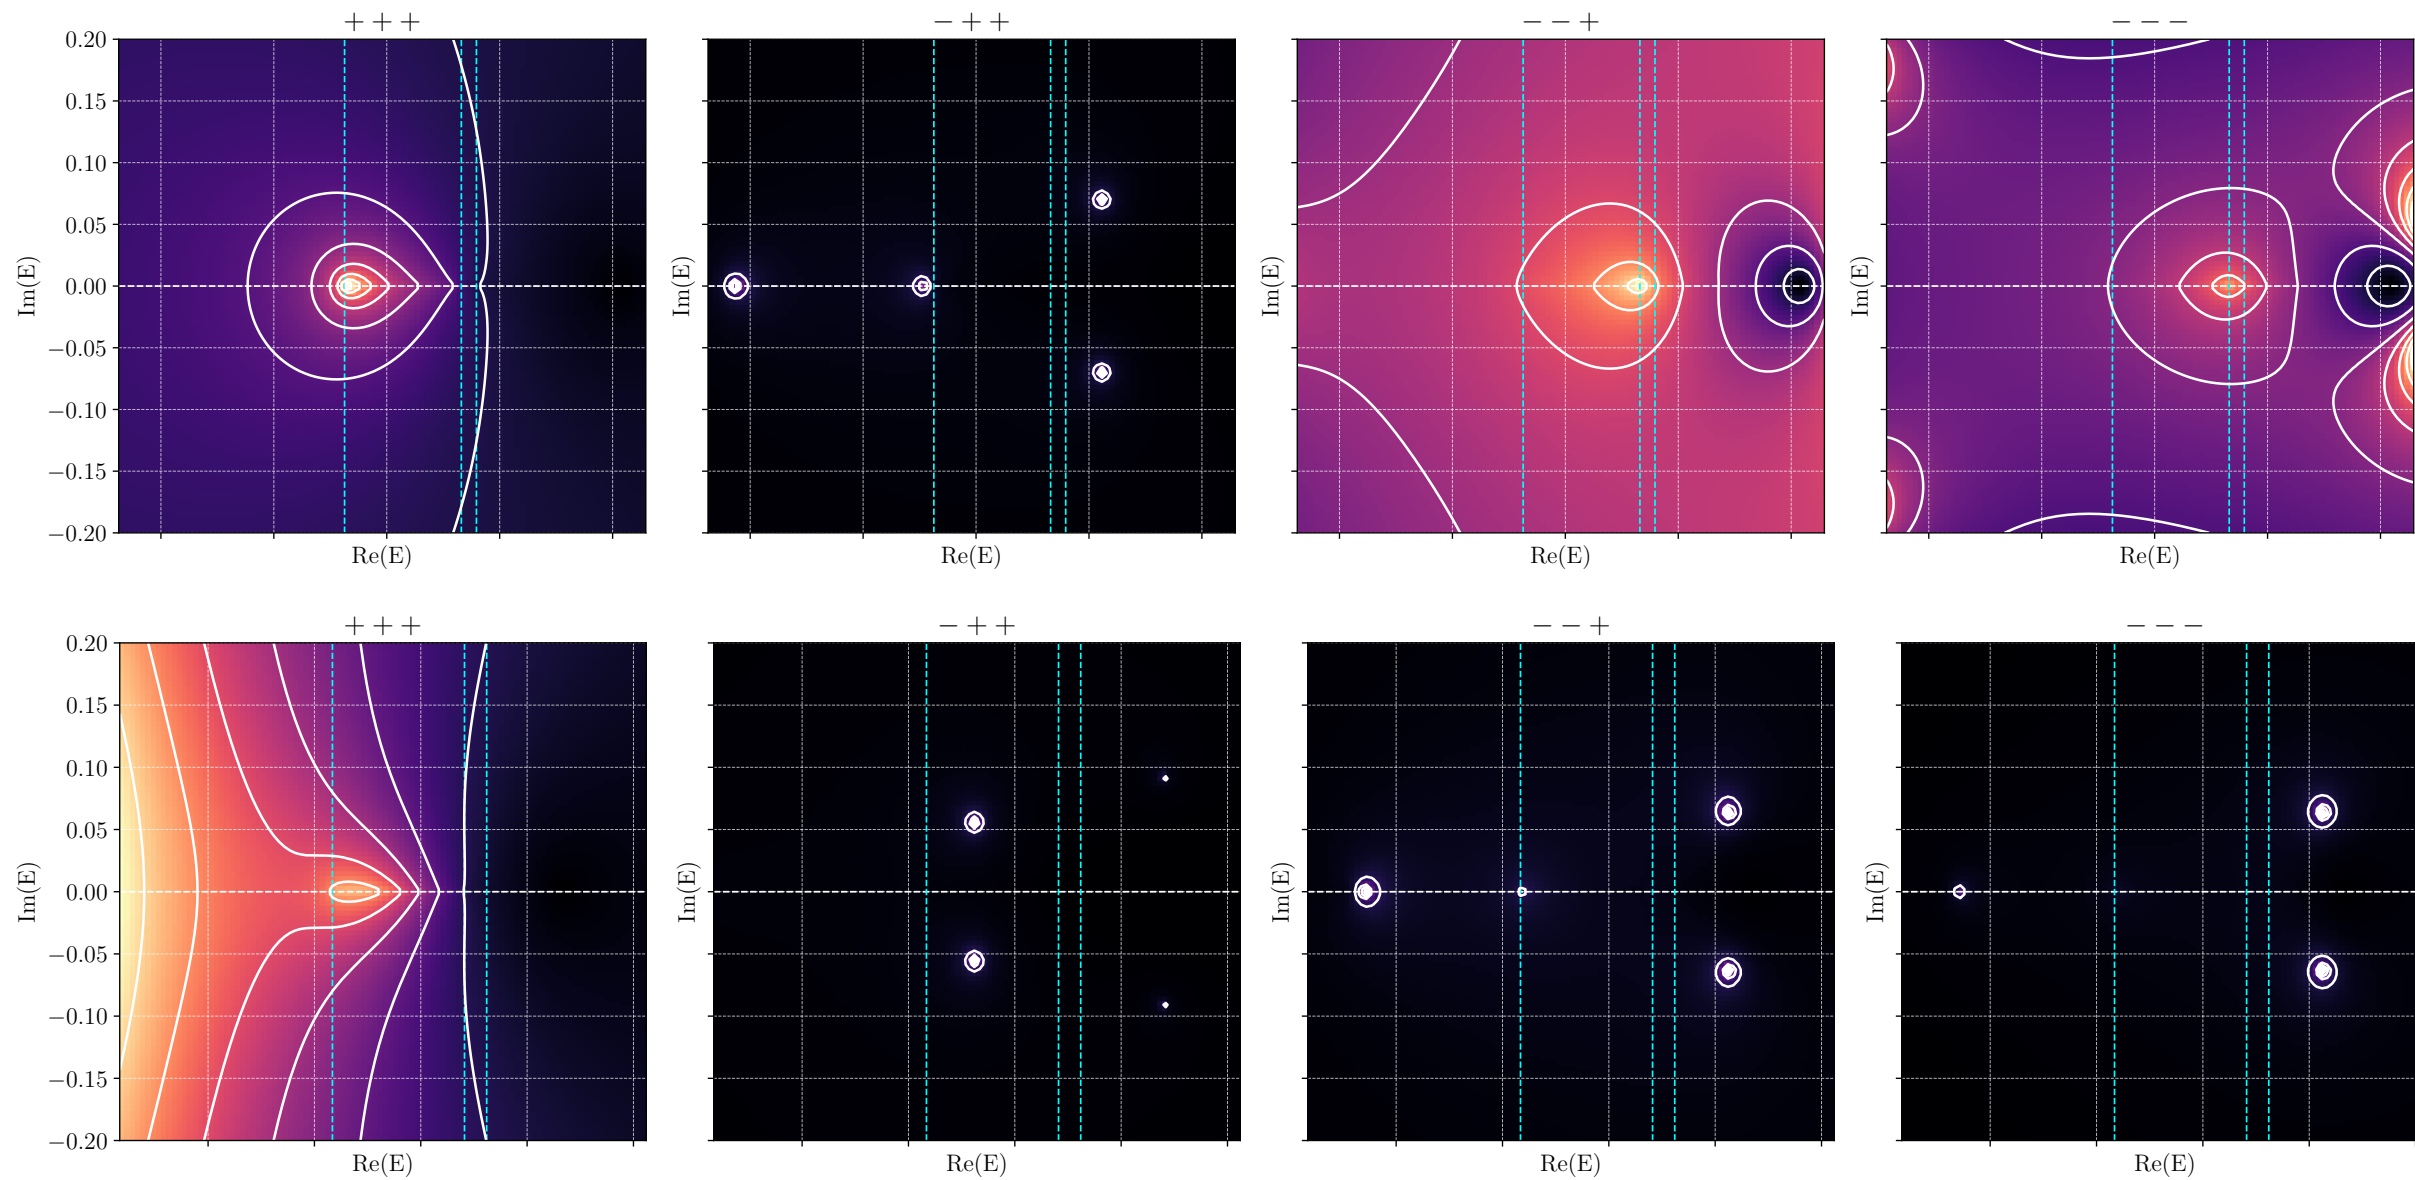 + + +
− + +
− − +
− − −
0.20
0.15
0.10
0.05
0.00
−0.05
−0.10
−0.15
−0.20
Im(E)
Im(E)
Im(E)
Im(E)
Re(E)
Re(E)
Re(E)
Re(E)
+ + +
− + +
− − +
− − −
0.20
0.15
0.10
0.05
0.00
−0.05
−0.10
−0.15
−0.20
Im(E)
Im(E)
Im(E)
Im(E)
Re(E)
Re(E)
Re(E)
Re(E)